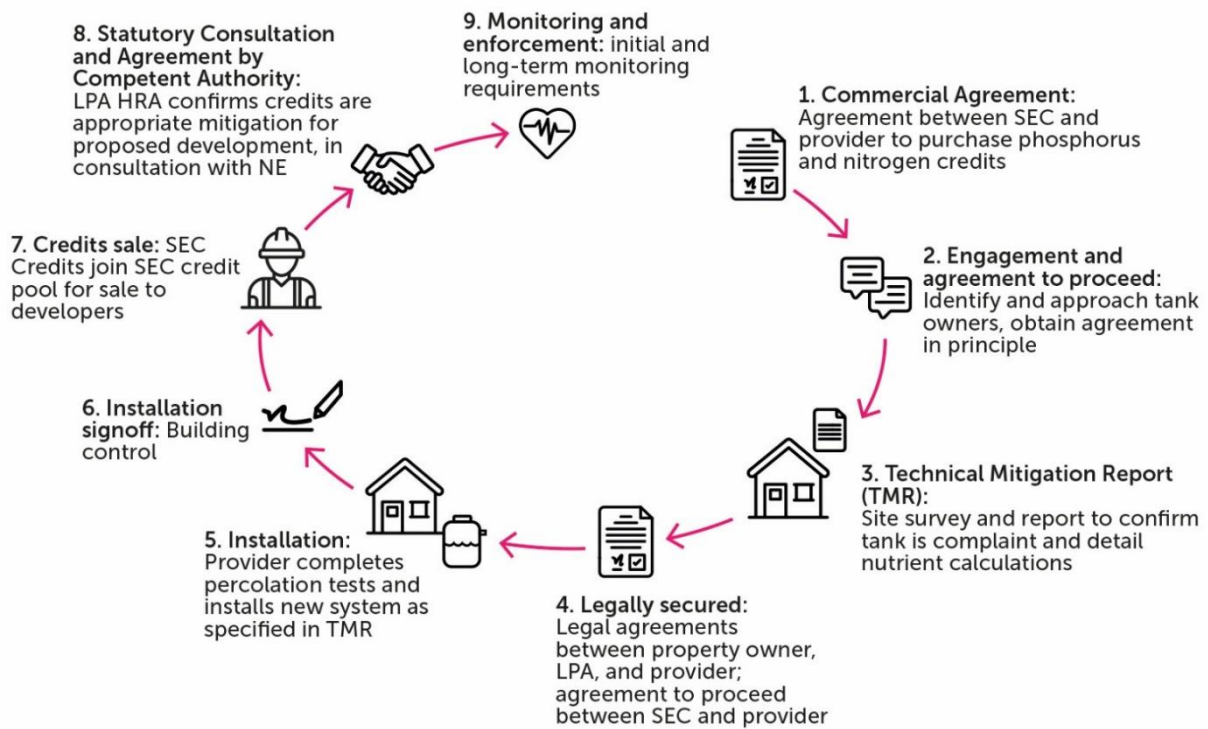 1. Commercial Agreement:
Agreement between SEC and
provider to purchase phosphorus
and nitrogen credits
2. Engagement and
agreement to proceed:
Identify and approach tank
owners, obtain agreement
in principle
3. Technical Mitigation Report
(TMR):
Site survey and report to confirm
tank is complaint and detail
nutrient calculations
4. Legally secured:
Legal agreements
between property owner,
LPA, and provider;
agreement to proceed
between SEC and provider
5. Installation:
Provider completes
percolation tests and
installs new system as
specified in TMR
6. Installation
signoff: Building
control
7. Credits sale: SEC
Credits join SEC credit
pool for sale to
developers
8. Statutory Consultation
and Agreement by
Competent Authority:
LPA HRA confirms credits are
appropriate mitigation for
proposed development, in
consultation with NE
9. Monitoring and
enforcement: initial and
long-term monitoring
requirements